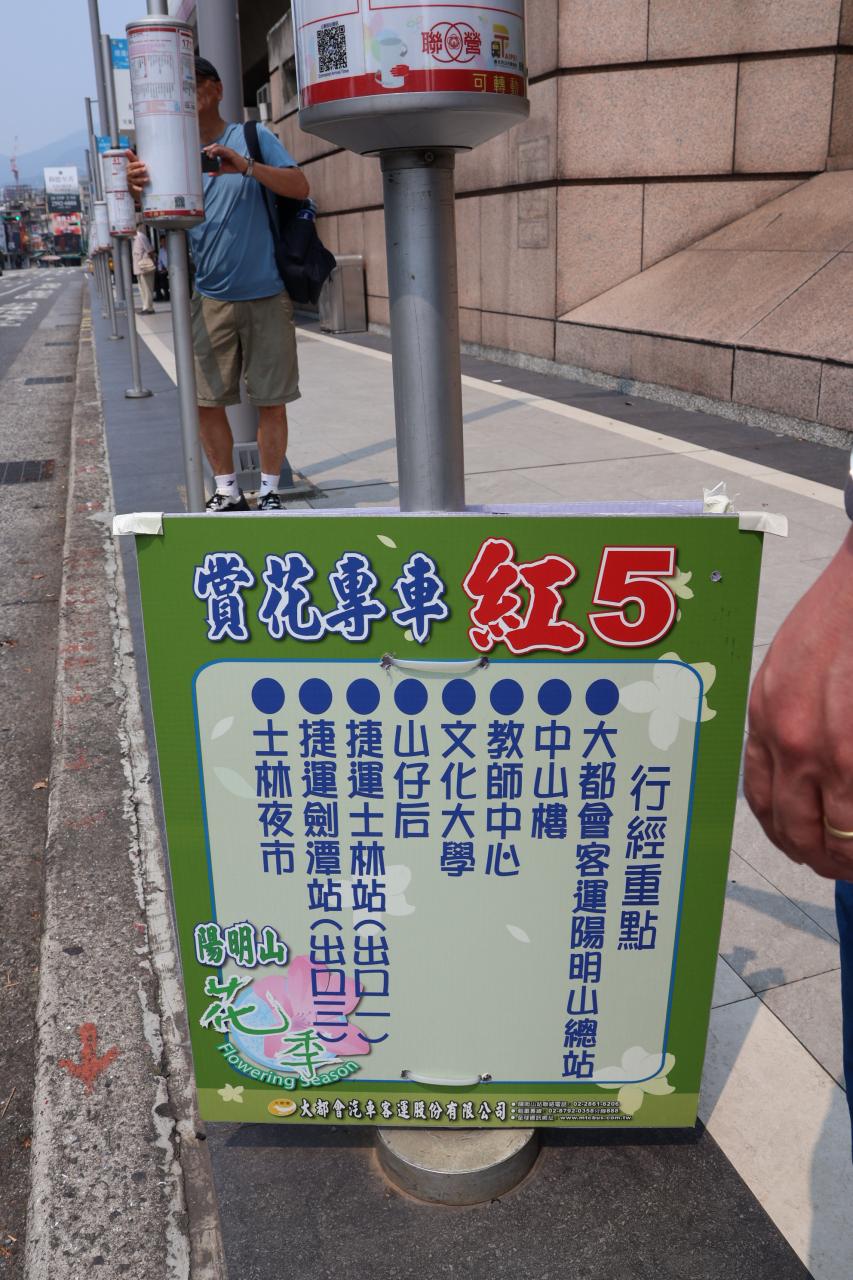 聯營
可轉動
賞花專車 紅5
行經重點
大都會客運陽明山總站
中山樓
教師中心
文化大學
山仔后
捷運士林站(出口一)
捷運劍潭站(出口三)
士林夜市
陽明山
花季
Flowering Season
大都會汽車客運股份有限公司